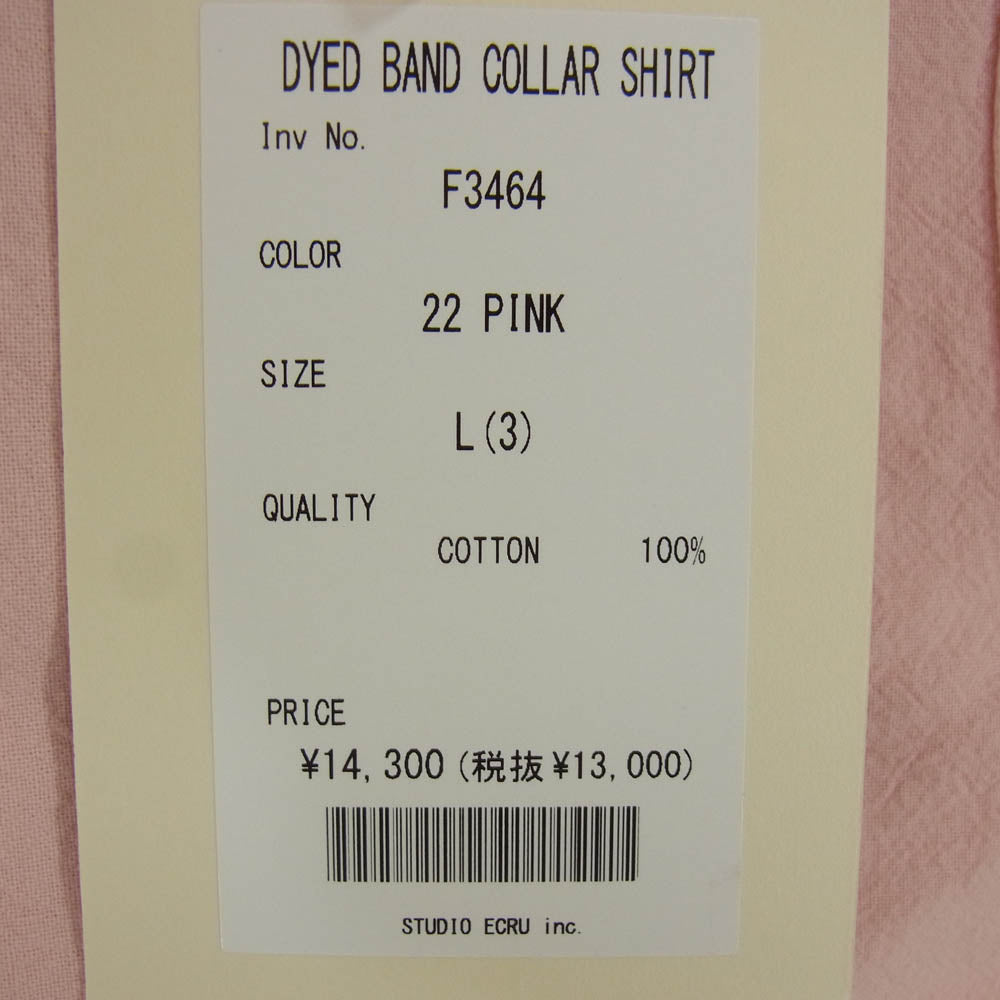 DYED BAND COLLAR SHIRT
Inv No.
F3464
COLOR
22 PINK
SIZE
L(3)
QUALITY
COTTON 100%
PRICE
¥14,300(税抜¥13,000)
STUDIO ECRU inc.